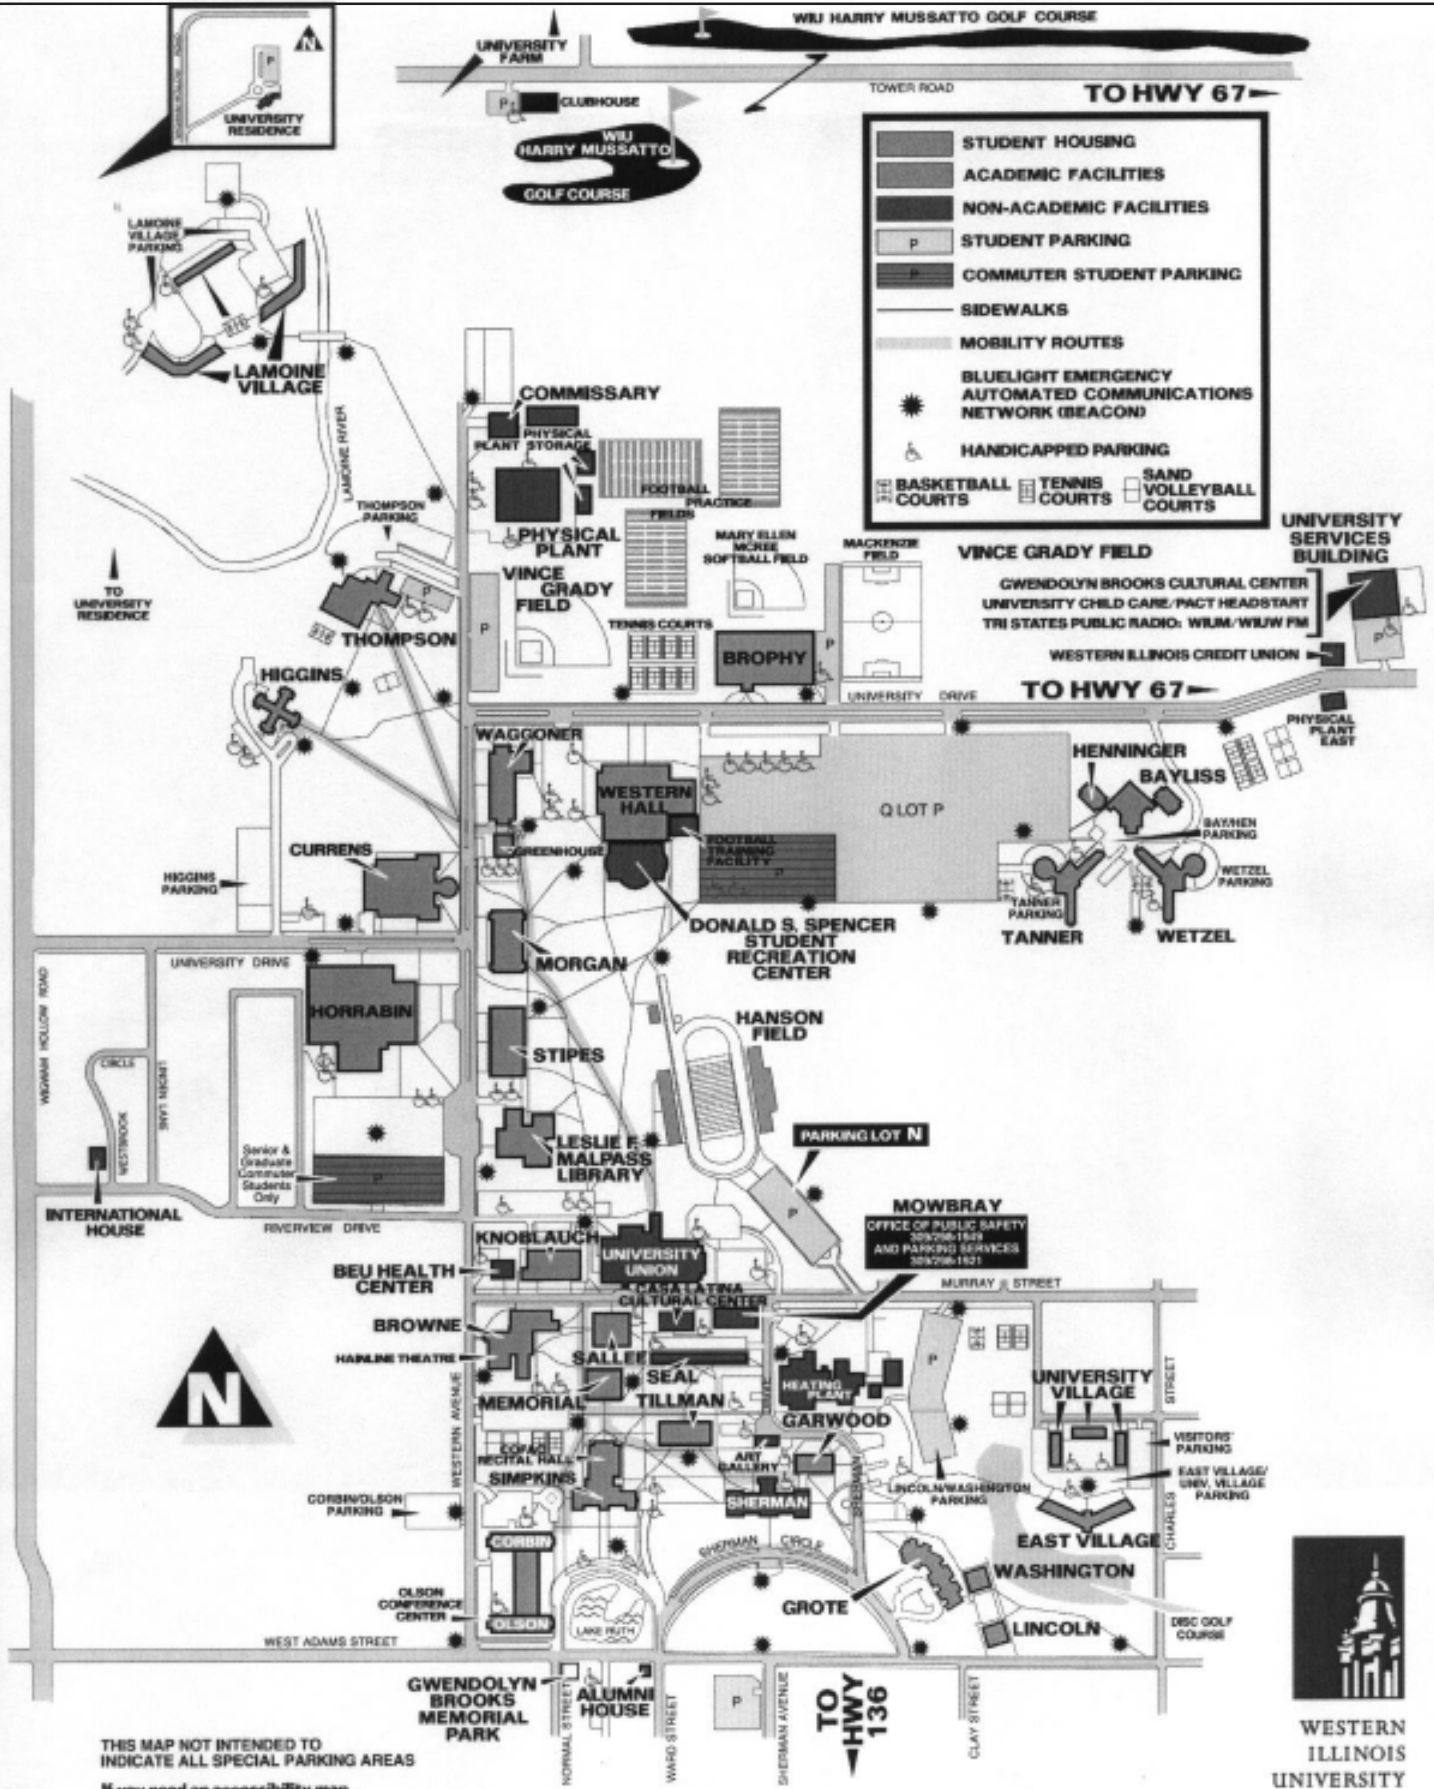 WIU HARRY MUSSATTO GOLF COURSE
UNIVERSITY
FARM
TOWER ROAD
TO HWY 67
P
CLUBHOUSE
WIU
HARRY MUSSATTO
GOLF COURSE
N
P
UNIVERSITY
RESIDENCE
STUDENT HOUSING
ACADEMIC FACILITIES
NON-ACADEMIC FACILITIES
P STUDENT PARKING
P COMMUTER STUDENT PARKING
SIDEWALKS
MOBILITY ROUTES
BLUELIGHT EMERGENCY
AUTOMATED COMMUNICATIONS
NETWORK (BEACON)
HANDICAPPED PARKING
BASKETBALL
COURTS
TENNIS
COURTS
SAND
VOLLEYBALL
COURTS
LAMOINE
VILLAGE
PARKING
LAMOINE
VILLAGE
LAMOINE RIVER
COMMISSARY
PHYSICAL
PLANT STORAGE
PHYSICAL
PLANT
FOOTBALL
PRACTICE
FIELDS
THOMPSON
PARKING
P
THOMPSON
TO
UNIVERSITY
RESIDENCE
VINCE
GRADY
FIELD
P
MARY ELLEN
MCREE
SOFTBALL FIELD
MACKENZIE
FIELD
VINCE GRADY FIELD
UNIVERSITY
SERVICES
BUILDING
GWENDOLYN BROOKS CULTURAL CENTER
UNIVERSITY CHILD CARE/PACT HEADSTART
TRI STATES PUBLIC RADIO: WIUM/WIUW FM
P
WESTERN ILLINOIS CREDIT UNION
TENNIS COURTS
BROPHY
P
UNIVERSITY DRIVE
TO HWY 67
PHYSICAL
PLANT
EAST
HIGGINS
WAGGONER
WESTERN
HALL
Q LOT P
HENNINGER
BAYLISS
BAY/HEN
PARKING
CURRENS
GREENHOUSE
FOOTBALL
TRAINING
FACILITY
P
HIGGINS
PARKING
TANNER
PARKING
WETZEL
PARKING
TANNER
WETZEL
DONALD S. SPENCER
STUDENT
RECREATION
CENTER
MORGAN
UNIVERSITY DRIVE
HORRABIN
WIGWAM HOLLOW ROAD
CIRCLE
LINDEN LANE
WESTBROOK
STIPES
HANSON
FIELD
LESLIE F.
MALPASS
LIBRARY
PARKING LOT N
P
Senior &
Graduate
Commuter
Students
Only
P
INTERNATIONAL
HOUSE
RIVERVIEW DRIVE
MOWBRAY
OFFICE OF PUBLIC SAFETY
309/298-1949
AND PARKING SERVICES
309/298-1921
KNOBLAUCH
UNIVERSITY
UNION
BEU HEALTH
CENTER
CASA LATINA
CULTURAL CENTER
MURRAY STREET
BROWNE
HAINLINE THEATRE
SALLEE
SEAL
MEMORIAL
TILLMAN
HEATING
PLANT
GARWOOD
P
UNIVERSITY
VILLAGE
STREET
VISITORS'
PARKING
EAST VILLAGE/
UNIV. VILLAGE
PARKING
N
WESTERN AVENUE
COFAC
RECITAL HALL
SIMPKINS
ART
GALLERY
SHERMAN
SHERMAN
LINCOLN/WASHINGTON
PARKING
EAST VILLAGE
CHARLES
CORBIN/OLSON
PARKING
CORBIN
SHERMAN CIRCLE
WASHINGTON
OLSON
CONFERENCE
CENTER
OLSON
LAKE RUTH
GROTE
LINCOLN
DISC GOLF
COURSE
WEST ADAMS STREET
GWENDOLYN
BROOKS
MEMORIAL
PARK
NORMAL STREET
ALUMNI
HOUSE
WARD STREET
P
SHERMAN AVENUE
TO
HWY
136
CLAY STREET
THIS MAP NOT INTENDED TO
INDICATE ALL SPECIAL PARKING AREAS
If you need an accessibility map
WESTERN
ILLINOIS
UNIVERSITY